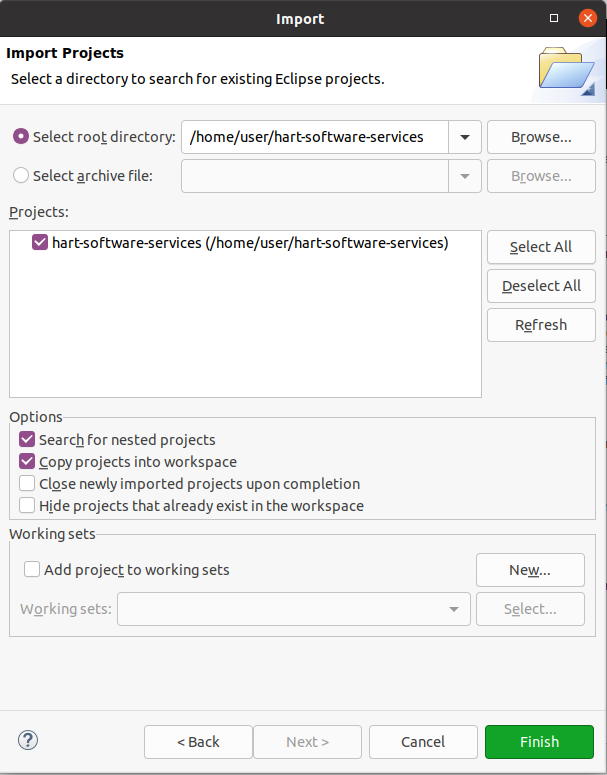 Import
Import Projects
Select a directory to search for existing Eclipse projects.
Select root directory: /home/user/hart-software-services Browse...
Select archive file: Browse...
Projects:
hart-software-services (/home/user/hart-software-services)
Select All
Deselect All
Refresh
Options
Search for nested projects
Copy projects into workspace
Close newly imported projects upon completion
Hide projects that already exist in the workspace
Working sets
Add project to working sets New...
Working sets: Select...
? < Back Next > Cancel Finish